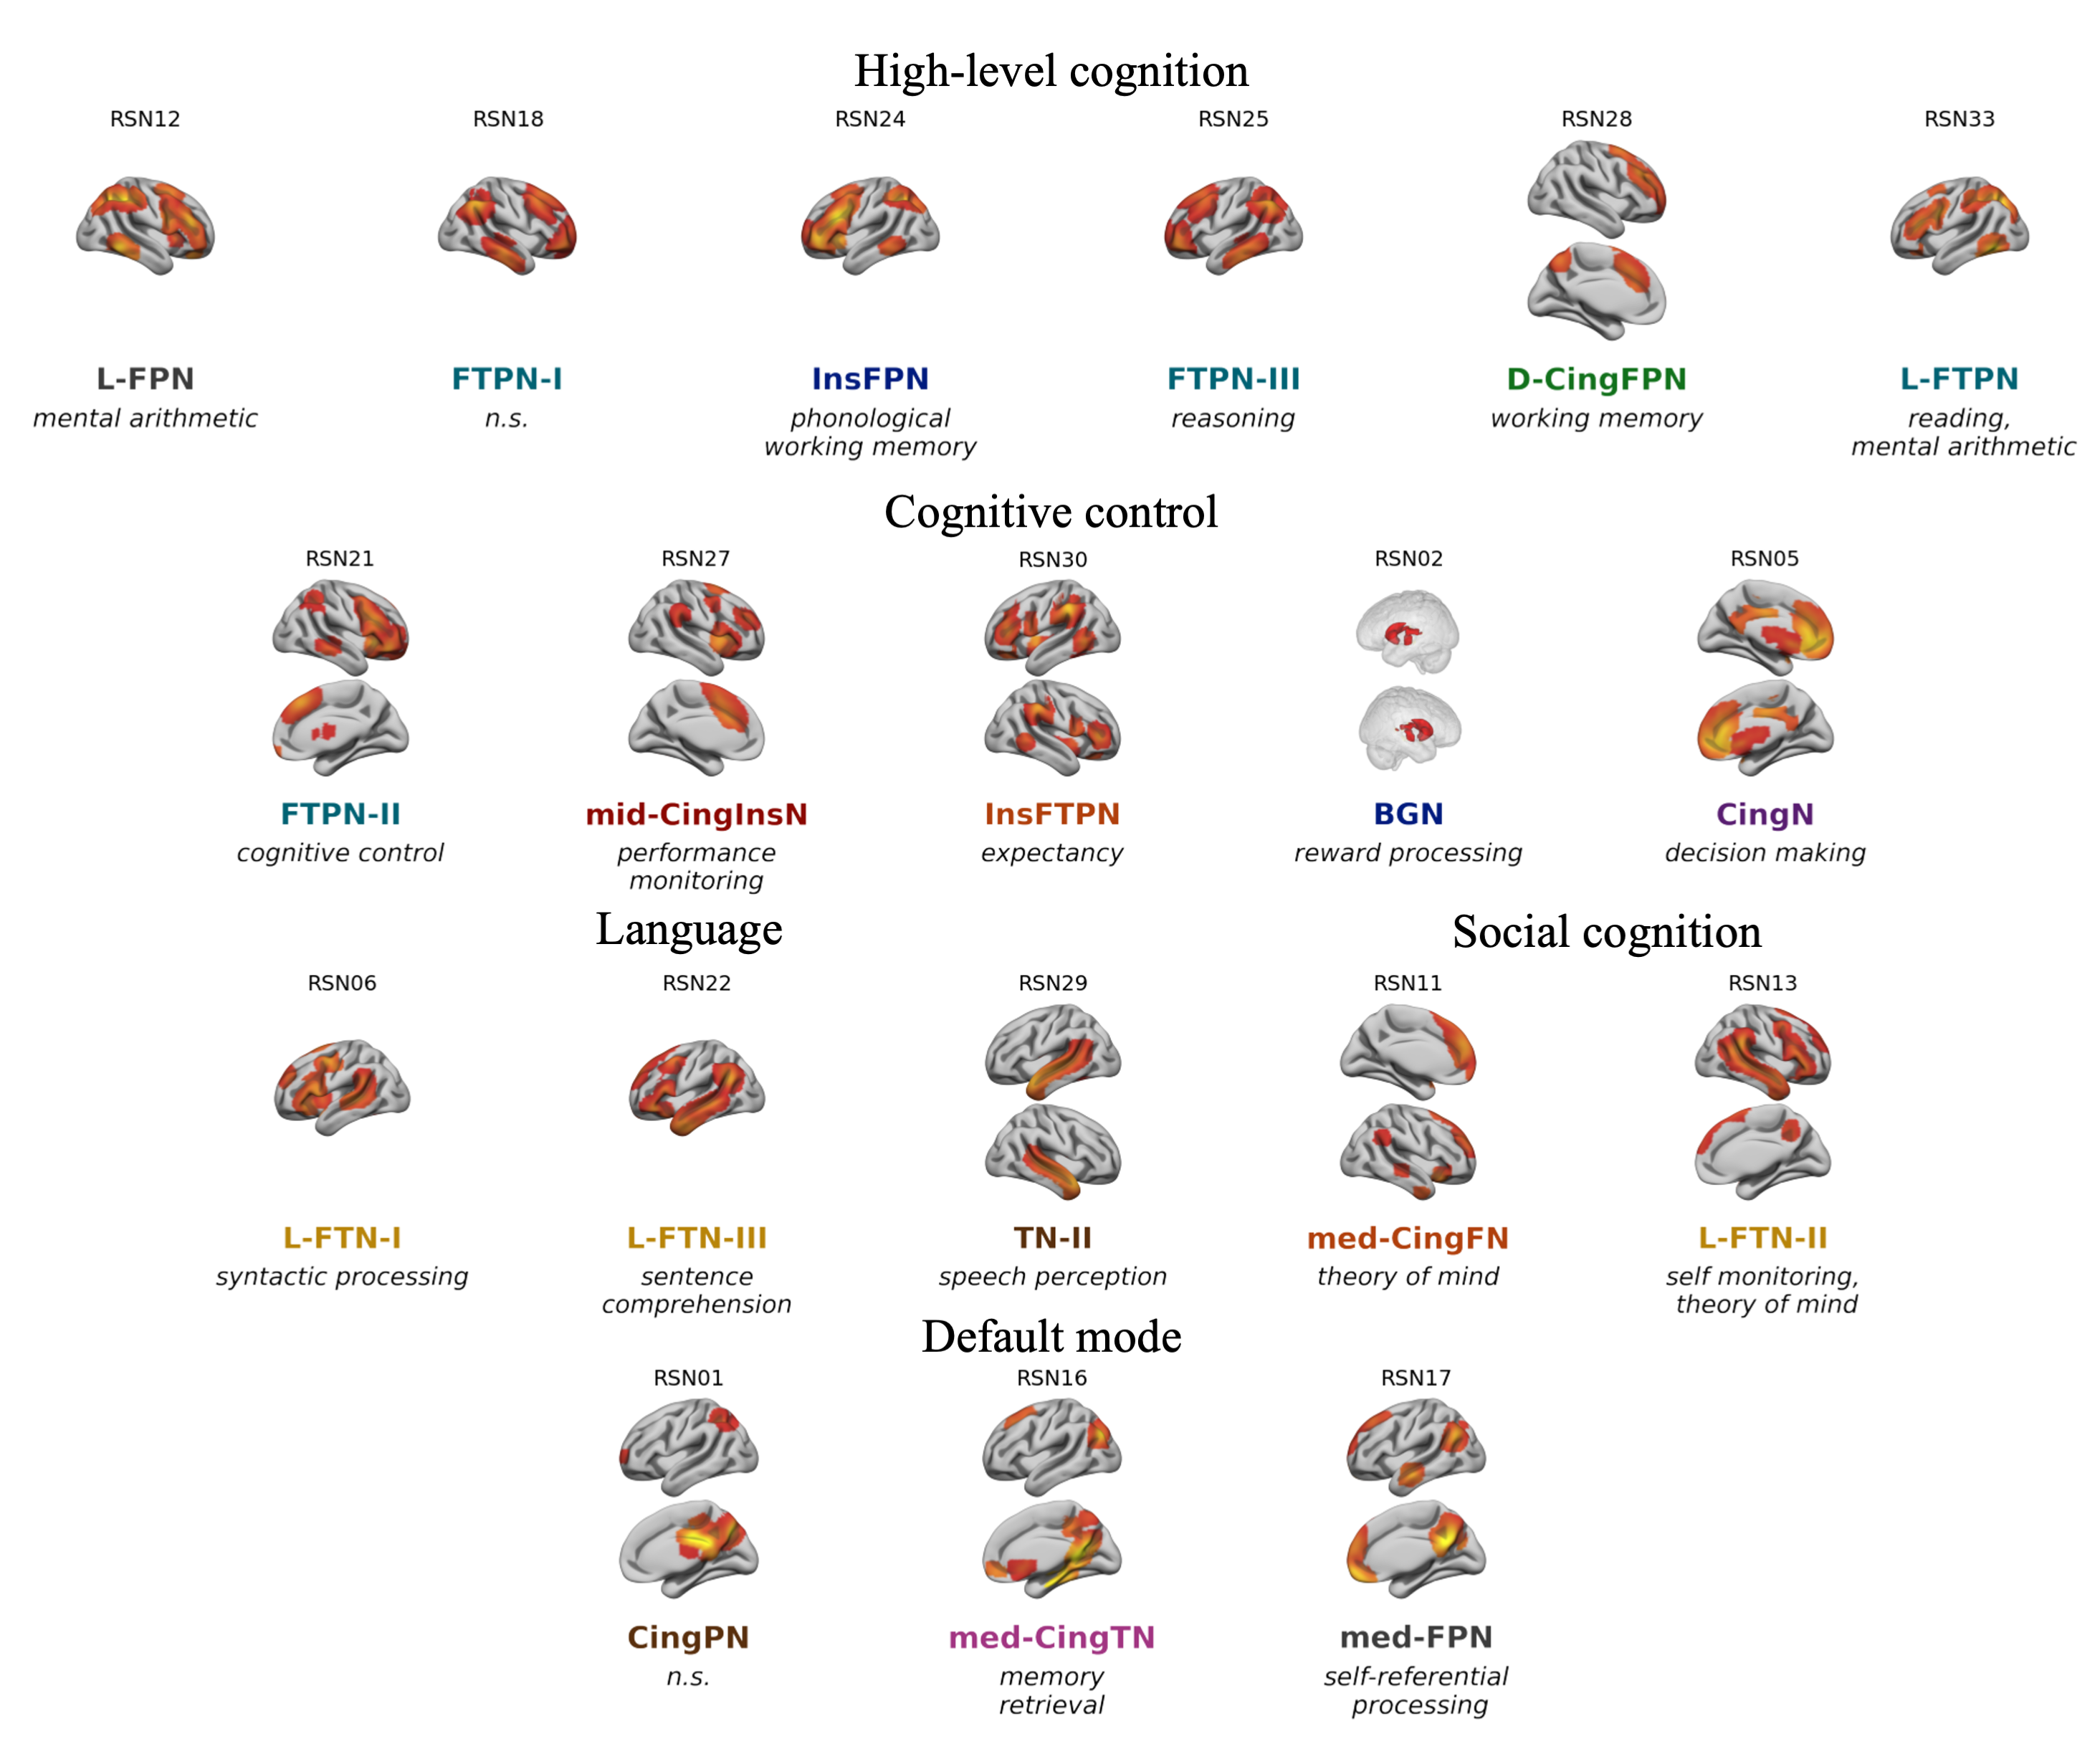 High-level cognition
RSN12 RSN18 RSN24 RSN25 RSN28 RSN33
L-FPN FTPN-I InsFPN FTPN-III D-CingFPN L-FTPN
mental arithmetic n.s. phonological reasoning working memory reading,
working memory mental arithmetic
Cognitive control
RSN21 RSN27 RSN30 RSN02 RSN05
FTPN-II mid-CingInsN InsFTPN BGN CingN
cognitive control performance expectancy reward processing decision making
monitoring
Language Social cognition
RSN06 RSN22 RSN29 RSN11 RSN13
L-FTN-I L-FTN-III TN-II med-CingFN L-FTN-II
syntactic processing sentence speech perception theory of mind self monitoring,
comprehension theory of mind
Default mode
RSN01 RSN16 RSN17
CingPN med-CingTN med-FPN
n.s. memory self-referential
retrieval processing